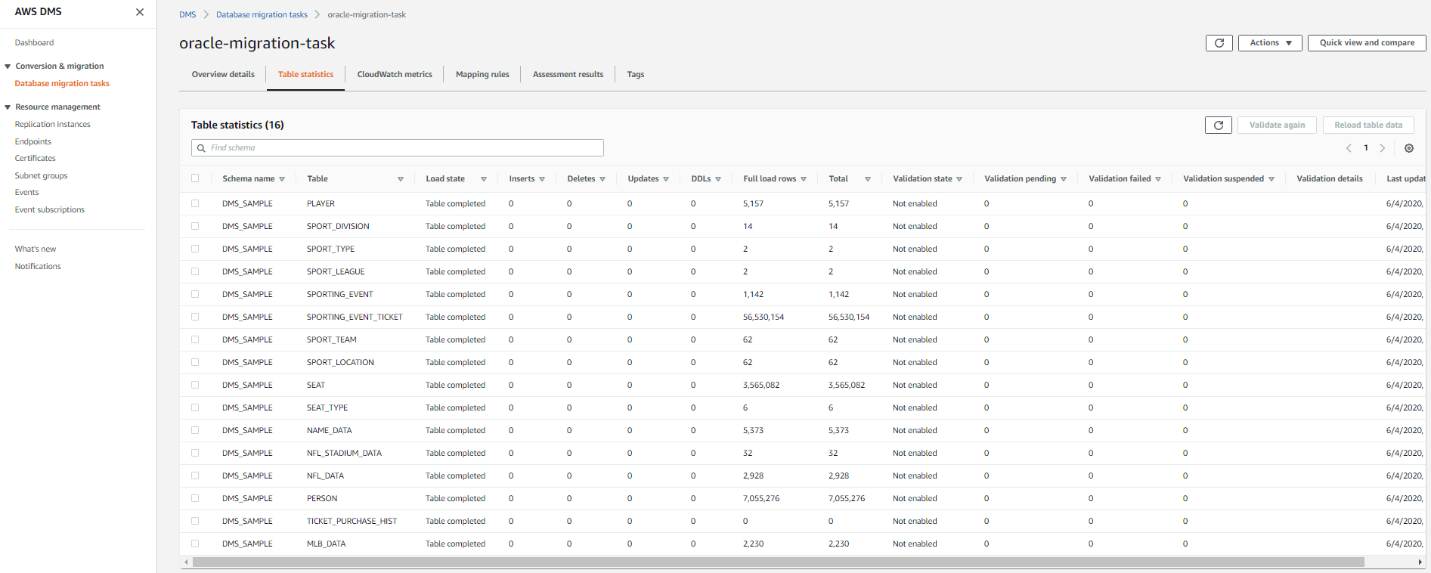 AWS DMS
Dashboard
Conversion & migration
Database migration tasks
Resource management
Replication instances
Endpoints
Certificates
Subnet groups
Events
Event subscriptions
What's new
Notifications
DMS Database migration tasks oracle-migration-task
oracle-migration-task
Actions Quick view and compare
Overview details Table statistics CloudWatch metrics Mapping rules Assessment results Tags
Table statistics (16)
Validate again Reload table data
Find schema
1
Schema name Table Load state Inserts Deletes Updates DDLs Full load rows Total Validation state Validation pending Validation failed Validation suspended Validation details Last updat
DMS_SAMPLE PLAYER Table completed 0 0 0 0 5,157 5,157 Not enabled 0 0 0 6/4/2020,
DMS_SAMPLE SPORT_DIVISION Table completed 0 0 0 0 14 14 Not enabled 0 0 0 6/4/2020,
DMS_SAMPLE SPORT_TYPE Table completed 0 0 0 0 2 2 Not enabled 0 0 0 6/4/2020,
DMS_SAMPLE SPORT_LEAGUE Table completed 0 0 0 0 2 2 Not enabled 0 0 0 6/4/2020,
DMS_SAMPLE SPORTING_EVENT Table completed 0 0 0 0 1,142 1,142 Not enabled 0 0 0 6/4/2020,
DMS_SAMPLE SPORTING_EVENT_TICKET Table completed 0 0 0 0 56,530,154 56,530,154 Not enabled 0 0 0 6/4/2020,
DMS_SAMPLE SPORT_TEAM Table completed 0 0 0 0 62 62 Not enabled 0 0 0 6/4/2020,
DMS_SAMPLE SPORT_LOCATION Table completed 0 0 0 0 62 62 Not enabled 0 0 0 6/4/2020,
DMS_SAMPLE SEAT Table completed 0 0 0 0 3,565,082 3,565,082 Not enabled 0 0 0 6/4/2020,
DMS_SAMPLE SEAT_TYPE Table completed 0 0 0 0 6 6 Not enabled 0 0 0 6/4/2020,
DMS_SAMPLE NAME_DATA Table completed 0 0 0 0 5,373 5,373 Not enabled 0 0 0 6/4/2020,
DMS_SAMPLE NFL_STADIUM_DATA Table completed 0 0 0 0 32 32 Not enabled 0 0 0 6/4/2020,
DMS_SAMPLE NFL_DATA Table completed 0 0 0 0 2,928 2,928 Not enabled 0 0 0 6/4/2020,
DMS_SAMPLE PERSON Table completed 0 0 0 0 7,055,276 7,055,276 Not enabled 0 0 0 6/4/2020,
DMS_SAMPLE TICKET_PURCHASE_HIST Table completed 0 0 0 0 0 0 Not enabled 0 0 0 6/4/2020,
DMS_SAMPLE MLB_DATA Table completed 0 0 0 0 2,230 2,230 Not enabled 0 0 0 6/4/2020,